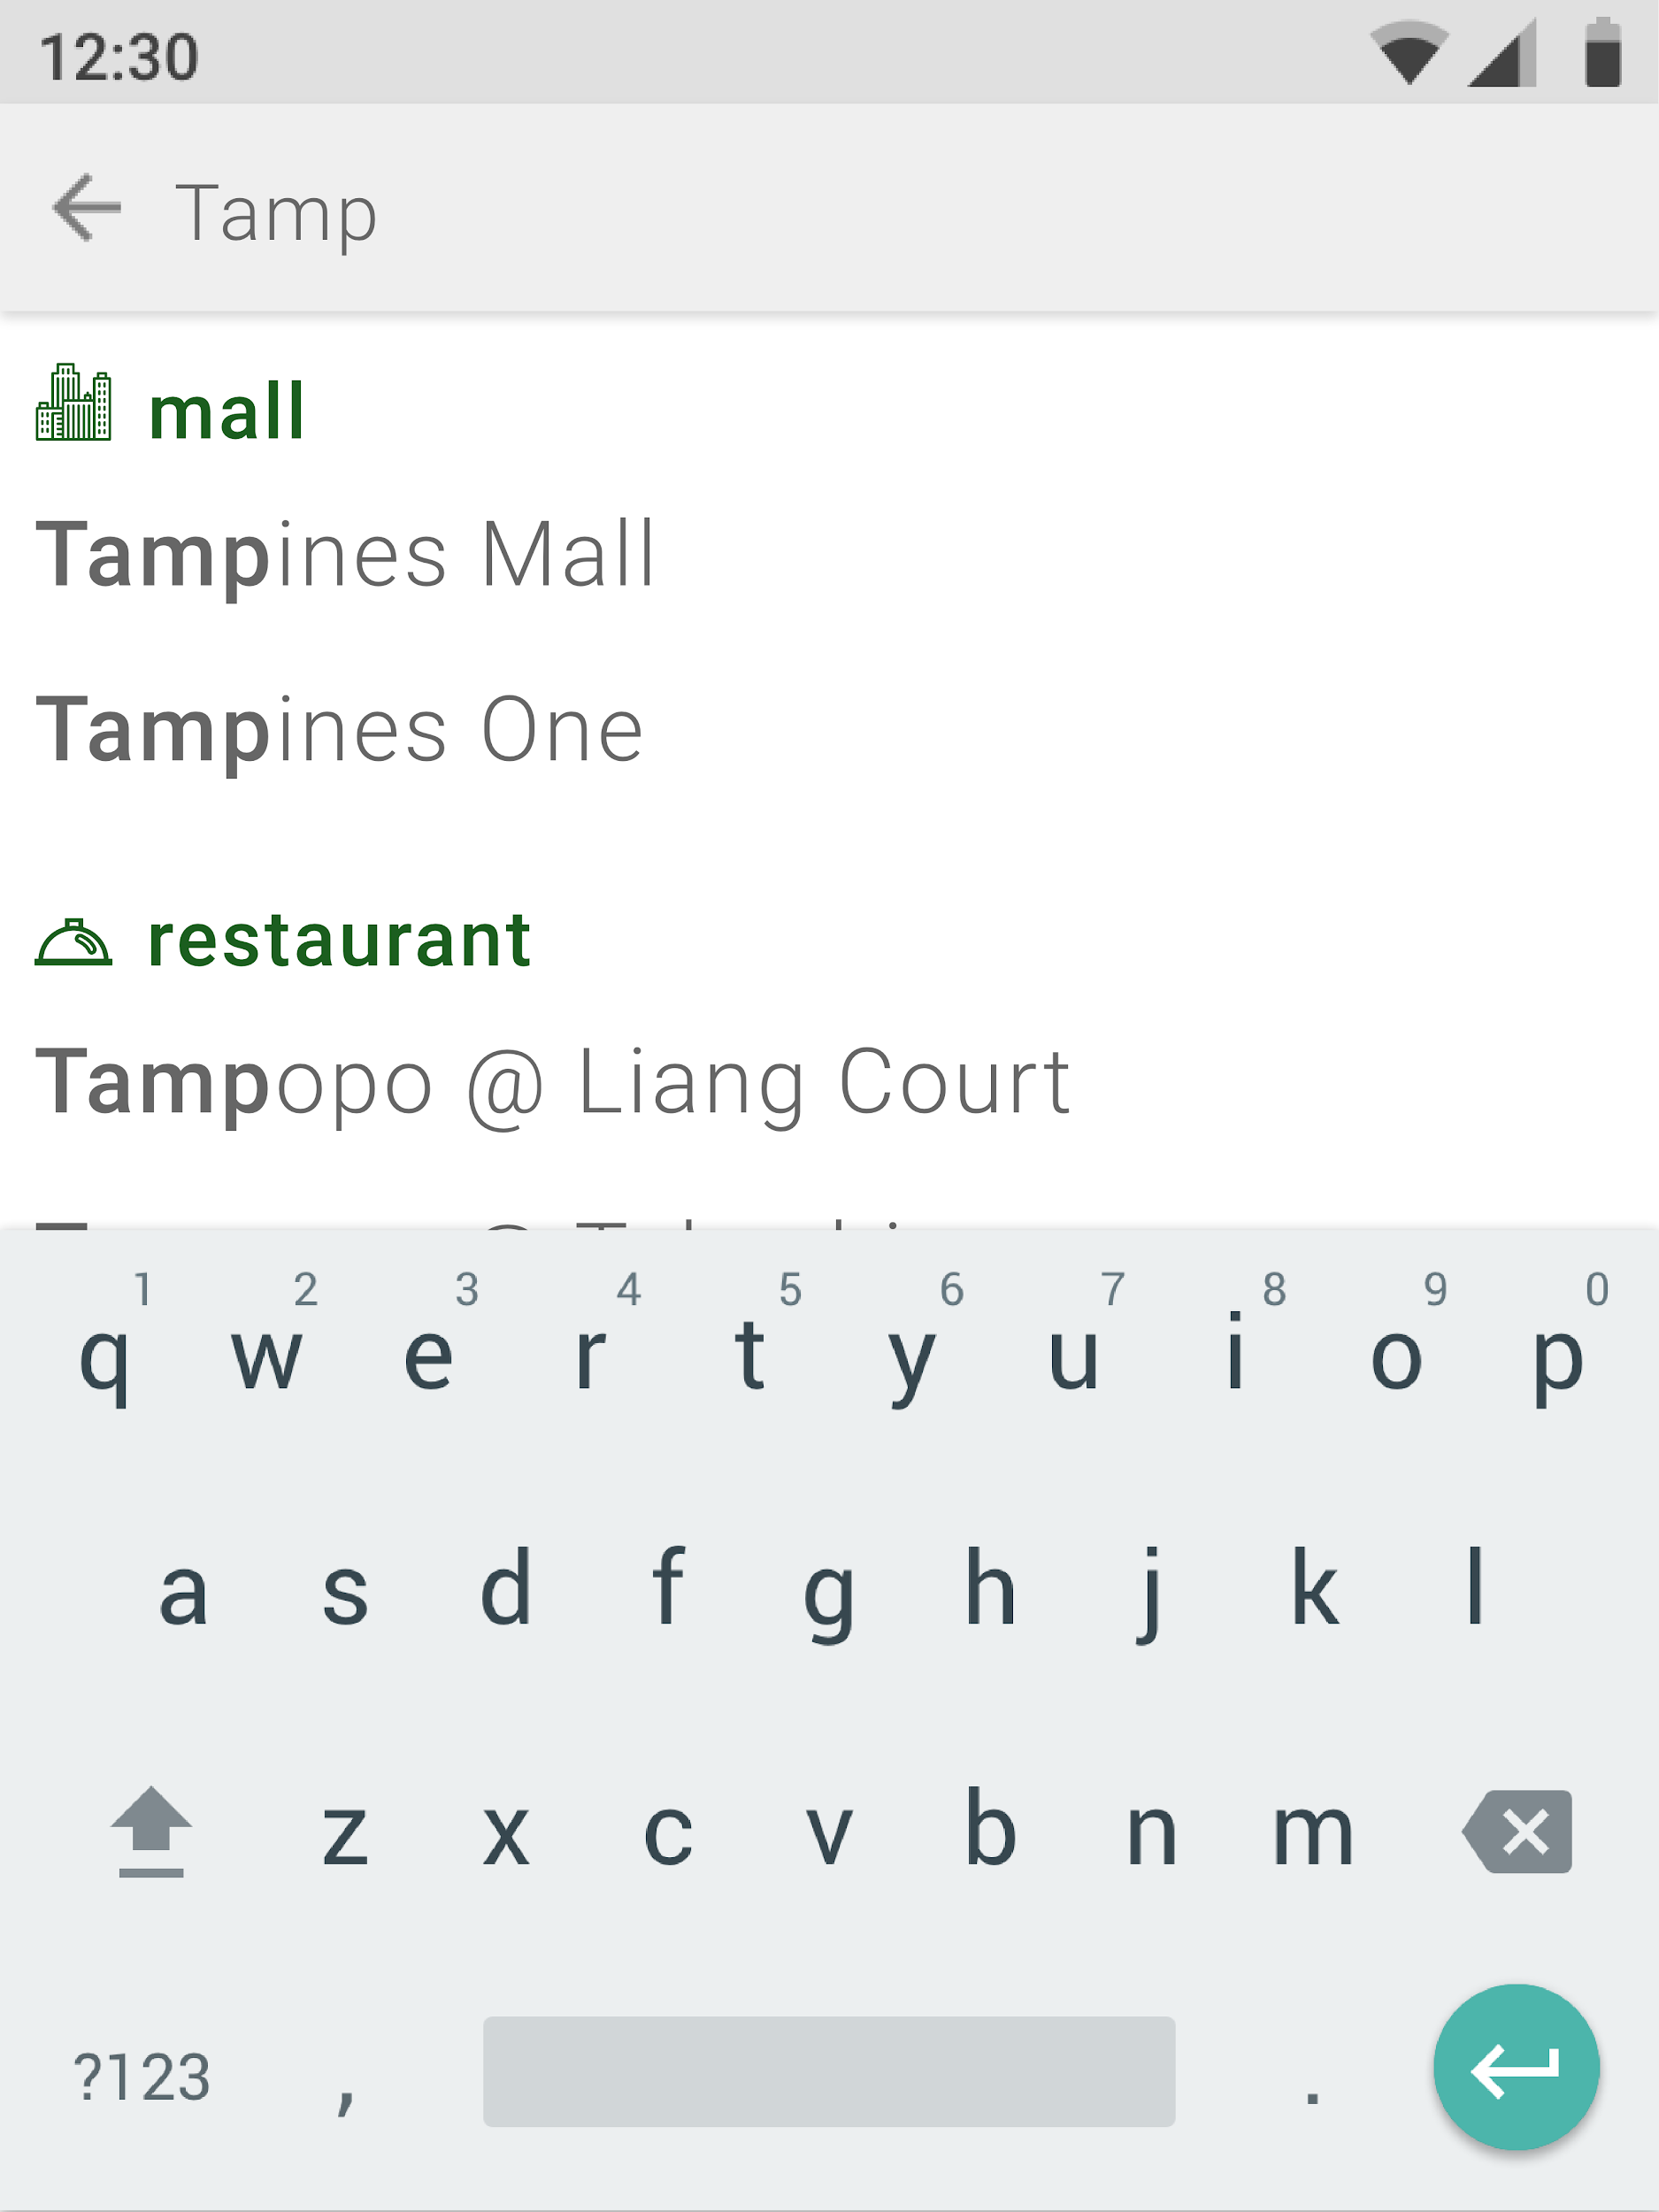 12:30
Tamp
mall
Tampines Mall
Tampines One
restaurant
Tampopo @ Liang Court
1 2 3 4 5 6 7 8 9 0
q w e r t y u i o p
a s d f g h j k l
z x c v b n m
?123 , .